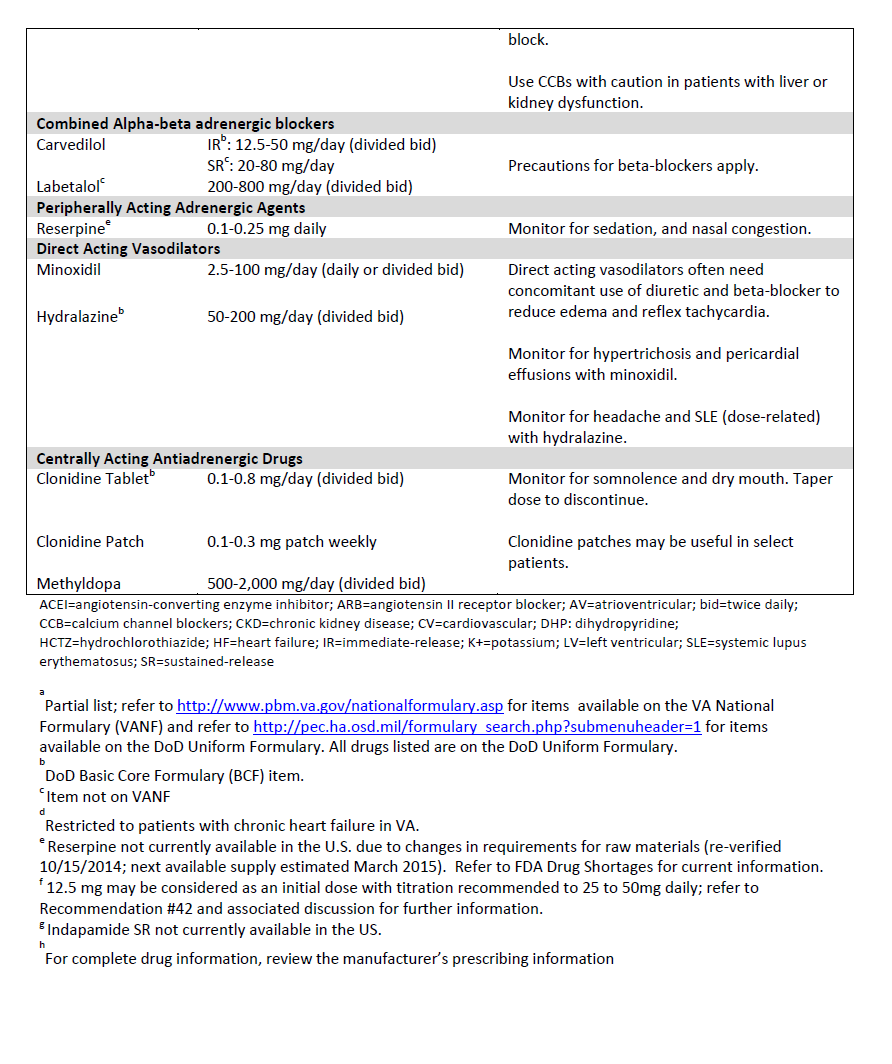 block.
Use CCBs with caution in patients with liver or
kidney dysfunction.
Combined Alpha-beta adrenergic blockers
Carvedilol IRb: 12.5-50 mg/day (divided bid)
SRc: 20-80 mg/day Precautions for beta-blockers apply.
Labetalolc 200-800 mg/day (divided bid)
Peripherally Acting Adrenergic Agents
Reserpinee 0.1-0.25 mg daily Monitor for sedation, and nasal congestion.
Direct Acting Vasodilators
Minoxidil 2.5-100 mg/day (daily or divided bid) Direct acting vasodilators often need
concomitant use of diuretic and beta-blocker to
Hydralazineb 50-200 mg/day (divided bid) reduce edema and reflex tachycardia.
Monitor for hypertrichosis and pericardial
effusions with minoxidil.
Monitor for headache and SLE (dose-related)
with hydralazine.
Centrally Acting Antiadrenergic Drugs
Clonidine Tabletb 0.1-0.8 mg/day (divided bid) Monitor for somnolence and dry mouth. Taper
dose to discontinue.
Clonidine Patch 0.1-0.3 mg patch weekly Clonidine patches may be useful in select
patients.
Methyldopa 500-2,000 mg/day (divided bid)
ACEI=angiotensin-converting enzyme inhibitor; ARB=angiotensin II receptor blocker; AV=atrioventricular; bid=twice daily;
CCB=calcium channel blockers; CKD=chronic kidney disease; CV=cardiovascular; DHP: dihydropyridine;
HCTZ=hydrochlorothiazide; HF=heart failure; IR=immediate-release; K+=potassium; LV=left ventricular; SLE=systemic lupus
erythematosus; SR=sustained-release
a
Partial list; refer to http://www.pbm.va.gov/nationalformulary.asp for items available on the VA National
Formulary (VANF) and refer to http://pec.ha.osd.mil/formulary_search.php?submenuheader=1 for items
available on the DoD Uniform Formulary. All drugs listed are on the DoD Uniform Formulary.
b
DoD Basic Core Formulary (BCF) item.
c Item not on VANF
d
Restricted to patients with chronic heart failure in VA.
e Reserpine not currently available in the U.S. due to changes in requirements for raw materials (re-verified
10/15/2014; next available supply estimated March 2015). Refer to FDA Drug Shortages for current information.
f 12.5 mg may be considered as an initial dose with titration recommended to 25 to 50mg daily; refer to
Recommendation #42 and associated discussion for further information.
g Indapamide SR not currently available in the US.
h
For complete drug information, review the manufacturer’s prescribing information